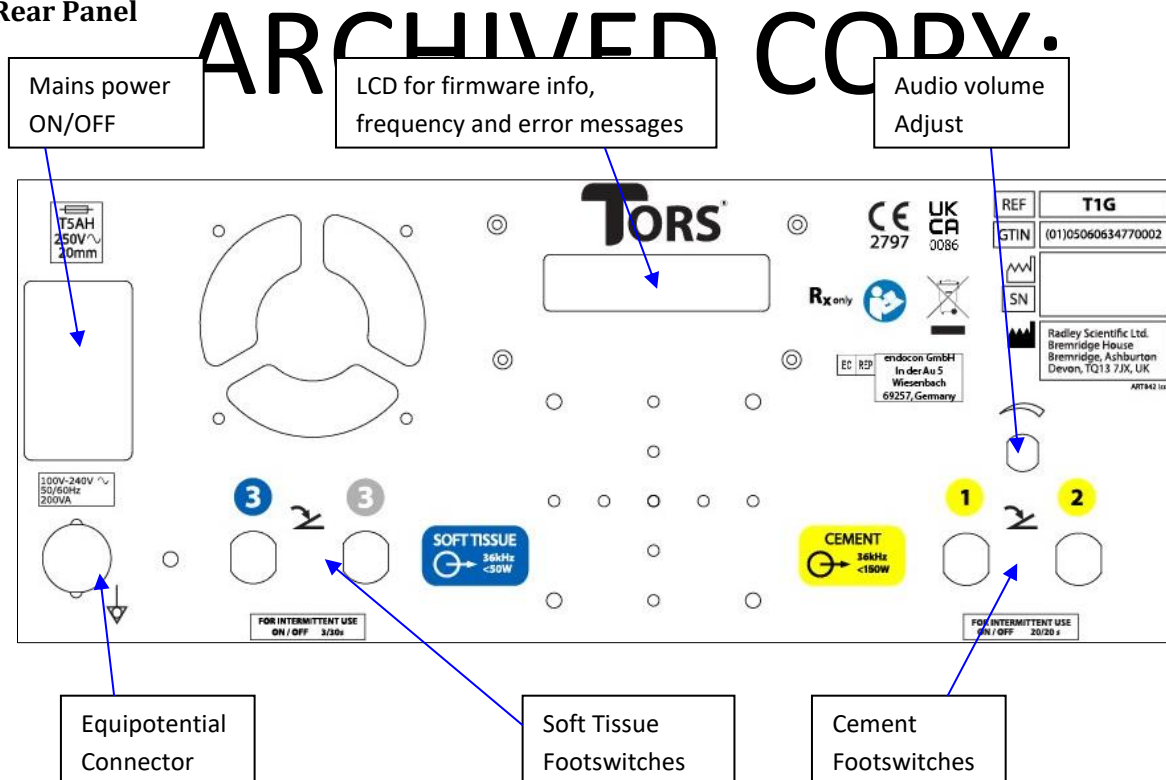 Rear Panel
ARCHIVED COPY:
Mains power
ON/OFF
LCD for firmware info,
frequency and error messages
Audio volume
Adjust
T5AH
250V
20mm
TORS
CE
2797
UK
CA
0086
REF
T1G
GTIN
(01)05060634770002
SN
Rx only
EC REP
endocon GmbH
In der Au 5
Wiesenbach
69257, Germany
Radley Scientific Ltd.
Bremridge House
Bremridge, Ashburton
Devon, TQ13 7JX, UK
100V-240V
50/60Hz
200VA
3
3
1
2
SOFT TISSUE
36kHz
<50W
CEMENT
36kHz
<150W
FOR INTERMITTENT USE
ON / OFF 3/30s
FOR INTERMITTENT USE
ON / OFF 20/20 s
Equipotential
Connector
Soft Tissue
Footswitches
Cement
Footswitches